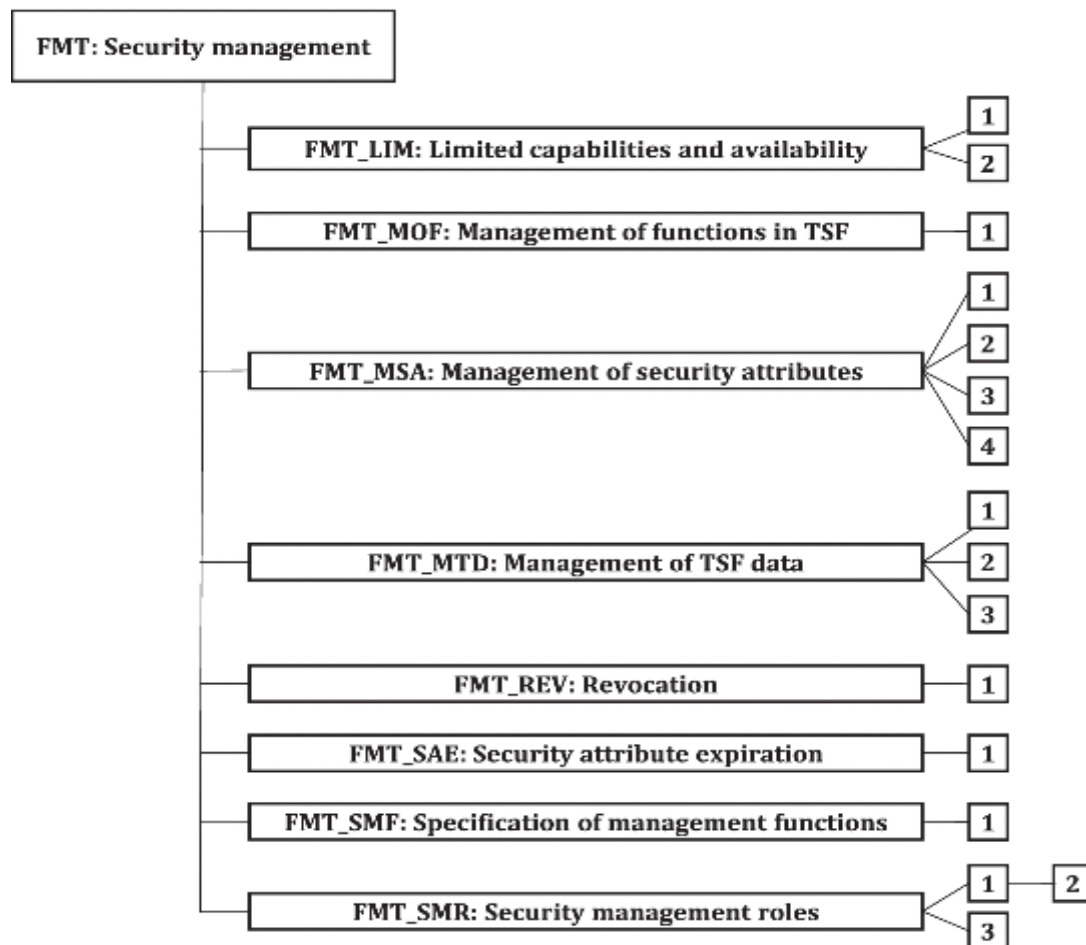 FMT: Security management
FMT_LIM: Limited capabilities and availability
1
2
FMT_MOF: Management of functions in TSF
1
FMT_MSA: Management of security attributes
1
2
3
4
FMT_MTD: Management of TSF data
1
2
3
FMT_REV: Revocation
1
FMT_SAE: Security attribute expiration
1
FMT_SMF: Specification of management functions
1
FMT_SMR: Security management roles
1
2
3